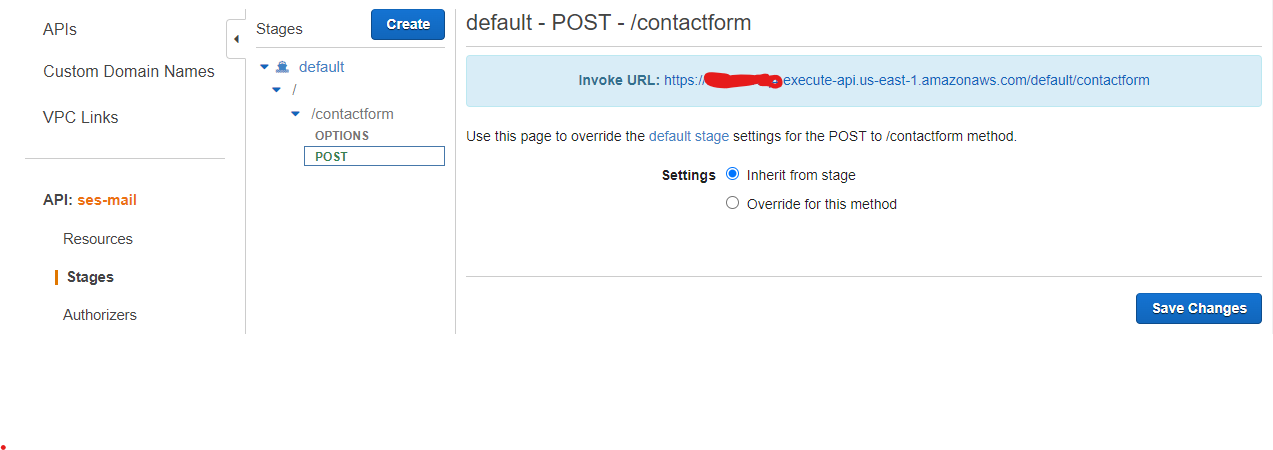 APIs
Custom Domain Names
VPC Links
API: ses-mail
Resources
Stages
Authorizers
Stages
Create
default
/
/contactform
OPTIONS
POST
default - POST - /contactform
Invoke URL: https:// .execute-api.us-east-1.amazonaws.com/default/contactform
Use this page to override the default stage settings for the POST to /contactform method.
Settings
Inherit from stage
Override for this method
Save Changes